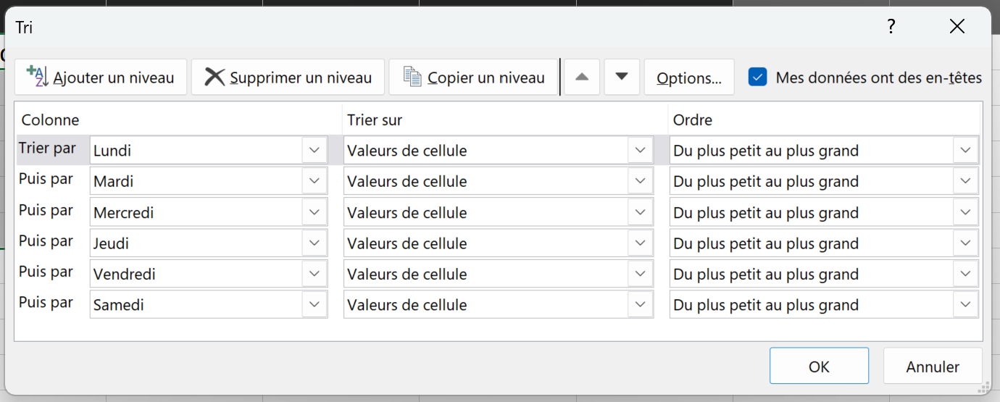 Tri ?
Ajouter un niveau Supprimer un niveau Copier un niveau Options... Mes données ont des en-têtes
Colonne Trier sur Ordre
Trier par Lundi Valeurs de cellule Du plus petit au plus grand
Puis par Mardi Valeurs de cellule Du plus petit au plus grand
Puis par Mercredi Valeurs de cellule Du plus petit au plus grand
Puis par Jeudi Valeurs de cellule Du plus petit au plus grand
Puis par Vendredi Valeurs de cellule Du plus petit au plus grand
Puis par Samedi Valeurs de cellule Du plus petit au plus grand
OK Annuler